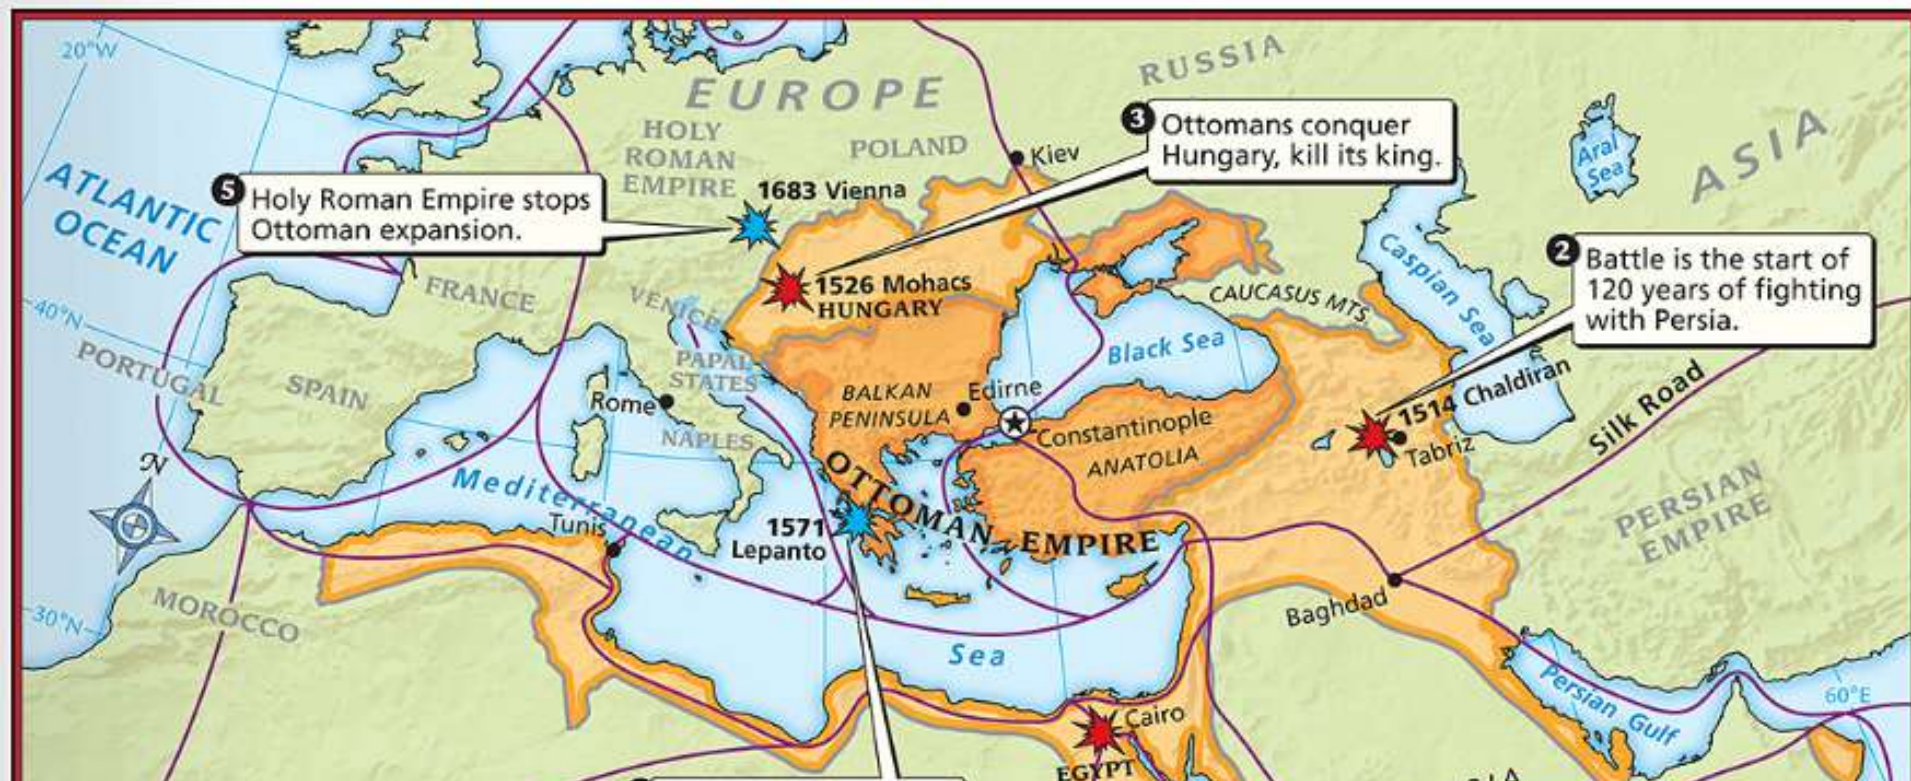 20°W
EUROPE
RUSSIA
ASIA
HOLY
ROMAN
EMPIRE
POLAND
Kiev
3 Ottomans conquer
Hungary, kill its king.
Aral
Sea
ATLANTIC
OCEAN
5 Holy Roman Empire stops
Ottoman expansion.
1683 Vienna
2 Battle is the start of
120 years of fighting
with Persia.
Caspian Sea
FRANCE
VENICE
1526 Mohacs
HUNGARY
CAUCASUS MTS.
40°N
PORTUGAL
SPAIN
PAPAL
STATES
Black Sea
Rome
NAPLES
BALKAN
PENINSULA
Edirne
Constantinople
ANATOLIA
1514 Chaldiran
Tabriz
Silk Road
N
Mediterranean
Sea
Tunis
1571
Lepanto
OTTOMAN EMPIRE
PERSIAN
EMPIRE
30°N
MOROCCO
Baghdad
Persian Gulf
60°E
Cairo
EGYPT